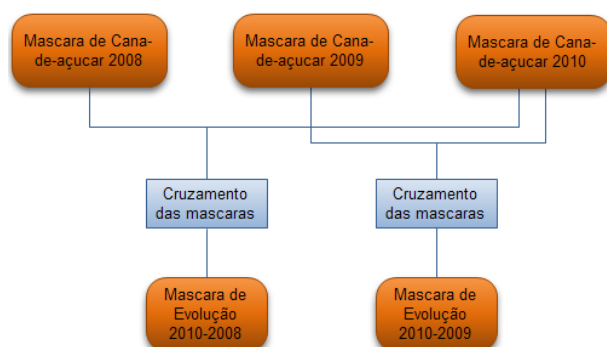 Mascara de Cana-
de-açucar 2008
Mascara de Cana-
de-açucar 2009
Mascara de Cana-
de-açucar 2010
Cruzamento
das mascaras
Cruzamento
das mascaras
Mascara de
Evolução
2010-2008
Mascara de
Evolução
2010-2009